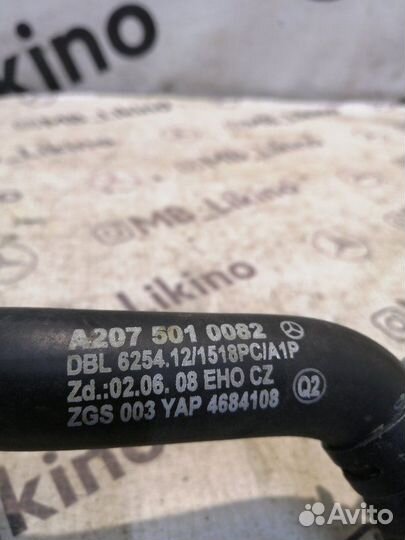 Likino
@MB_Likino
A207 501 0082
DBL 6254.12/1518PC/A1P
Zd.:02.06.08 EHO CZ
Q2
ZGS 003 YAP 4684108
Avito